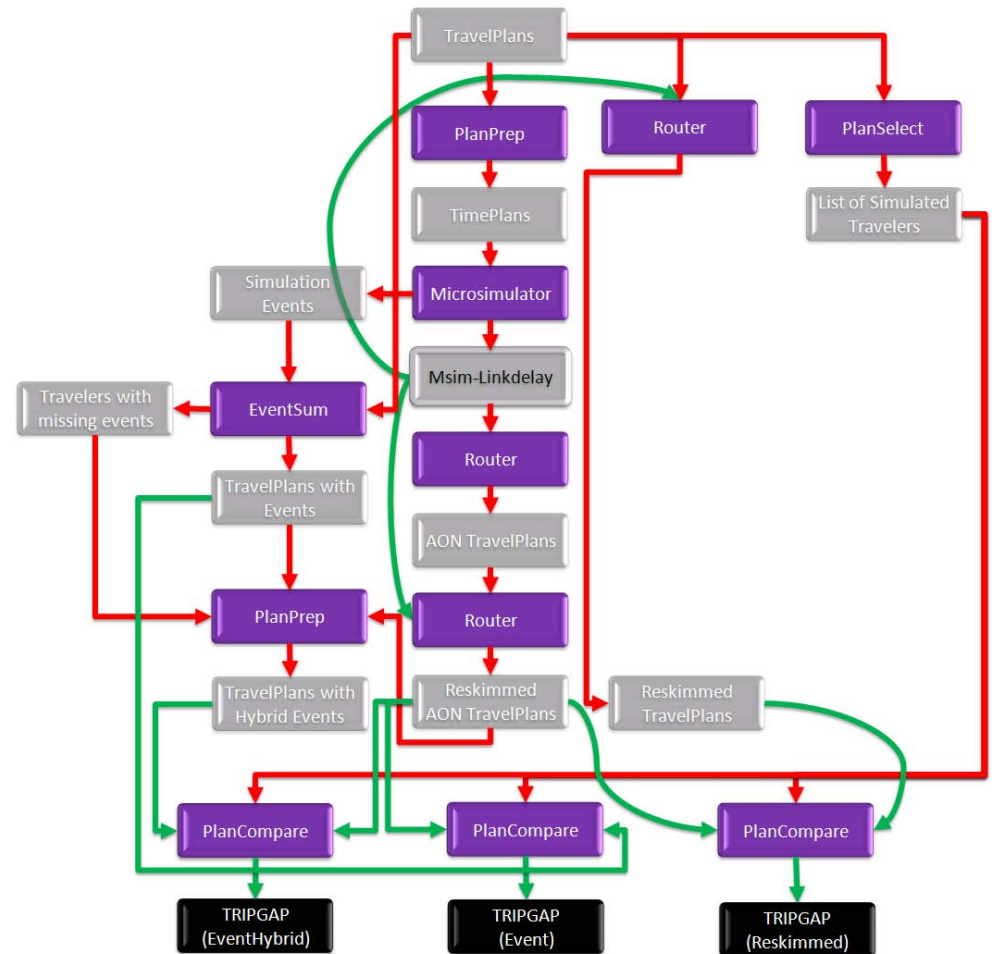 TravelPlans
PlanPrep
Router
PlanSelect
TimePlans
List of Simulated
Travelers
Simulation
Events
Microsimulator
Msim-Linkdelay
Travelers with
missing events
EventSum
Router
TravelPlans with
Events
AON TravelPlans
PlanPrep
Router
TravelPlans with
Hybrid Events
Reskimmed
AON TravelPlans
Reskimmed
TravelPlans
PlanCompare
PlanCompare
PlanCompare
TRIPGAP
(EventHybrid)
TRIPGAP
(Event)
TRIPGAP
(Reskimmed)